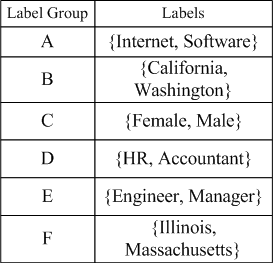 Label Group Labels
A {Internet, Software}
B {California,
Washington}
C {Female, Male}
D {HR, Accountant}
E {Engineer, Manager}
F {Illinois,
Massachusetts}